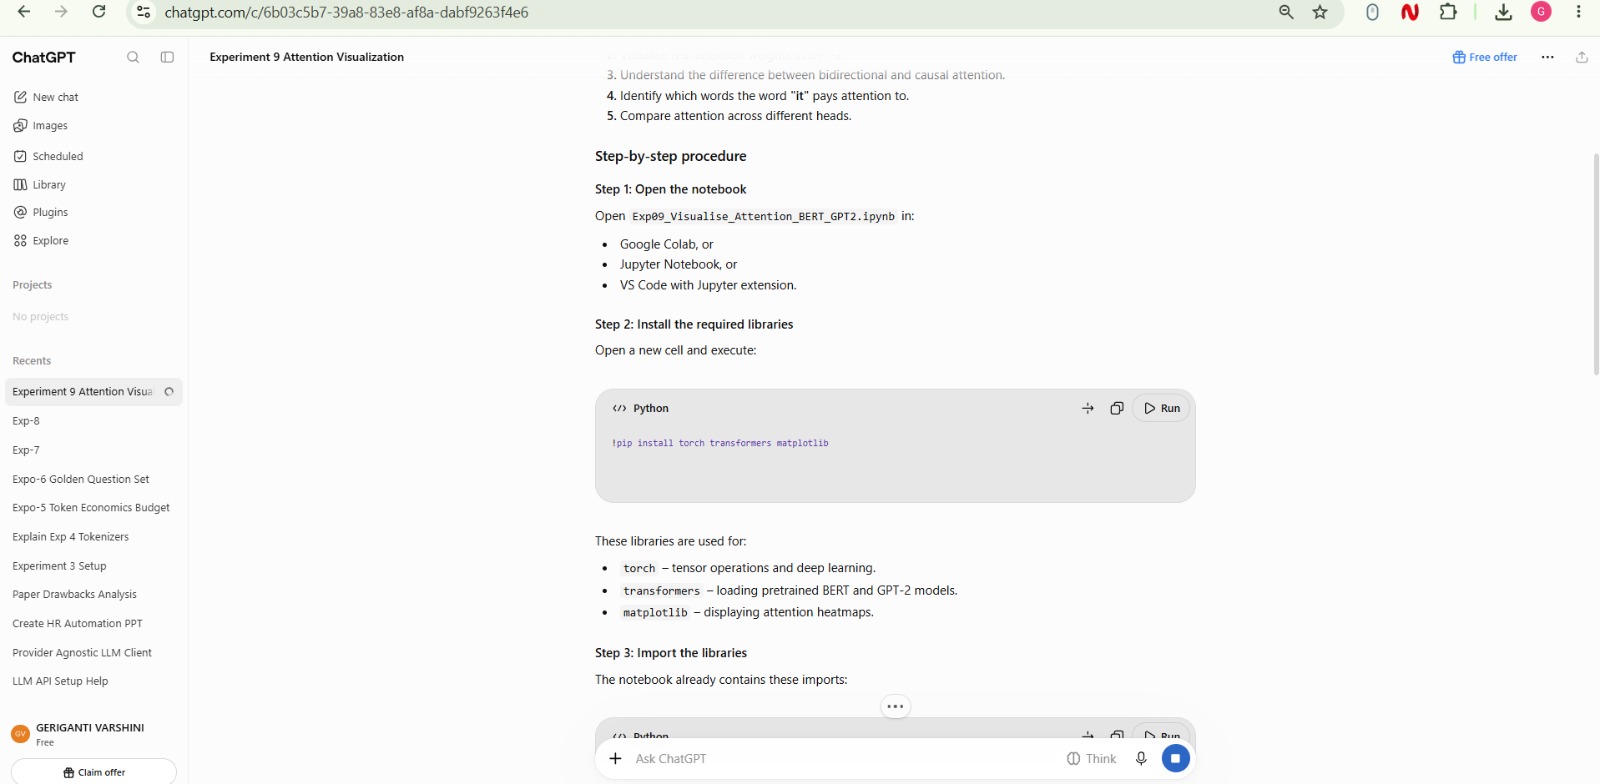 chatgpt.com/c/6b03c5b7-39a8-83e8-af8a-dabf9263f4e6
G
ChatGPT
Experiment 9 Attention Visualization
Free offer
New chat
Images
Scheduled
Library
Plugins
Explore
Projects
No projects
Recents
Experiment 9 Attention Visua
Exp-8
Exp-7
Expo-6 Golden Question Set
Expo-5 Token Economics Budget
Explain Exp 4 Tokenizers
Experiment 3 Setup
Paper Drawbacks Analysis
Create HR Automation PPT
Provider Agnostic LLM Client
LLM API Setup Help
GV
GERIGANTI VARSHINI
Free
Claim offer
3. Understand the difference between bidirectional and causal attention.
4. Identify which words the word "it" pays attention to.
5. Compare attention across different heads.
Step-by-step procedure
Step 1: Open the notebook
Open Exp09_Visualise_Attention_BERT_GPT2.ipynb in:
• Google Colab, or
• Jupyter Notebook, or
• VS Code with Jupyter extension.
Step 2: Install the required libraries
Open a new cell and execute:
Python
Run
!pip install torch transformers matplotlib
These libraries are used for:
• torch – tensor operations and deep learning.
• transformers – loading pretrained BERT and GPT-2 models.
• matplotlib – displaying attention heatmaps.
Step 3: Import the libraries
The notebook already contains these imports:
Python
Run
Ask ChatGPT
Think